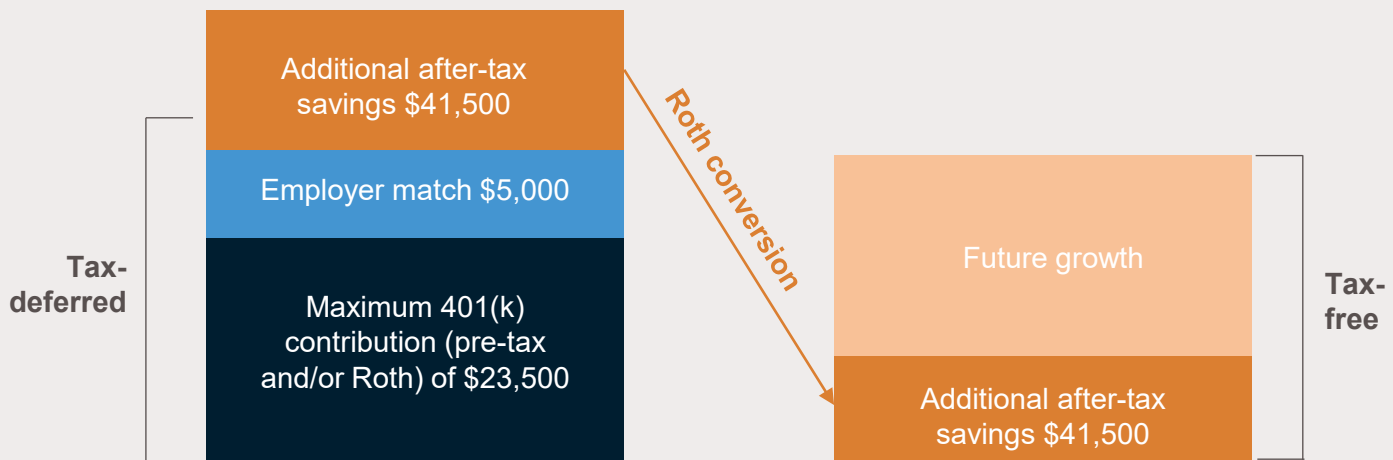 Additional after-tax
savings $41,500
Employer match $5,000
Maximum 401(k)
contribution (pre-tax
and/or Roth) of $23,500
Tax-
deferred
Roth conversion
Future growth
Additional after-tax
savings $41,500
Tax-
free